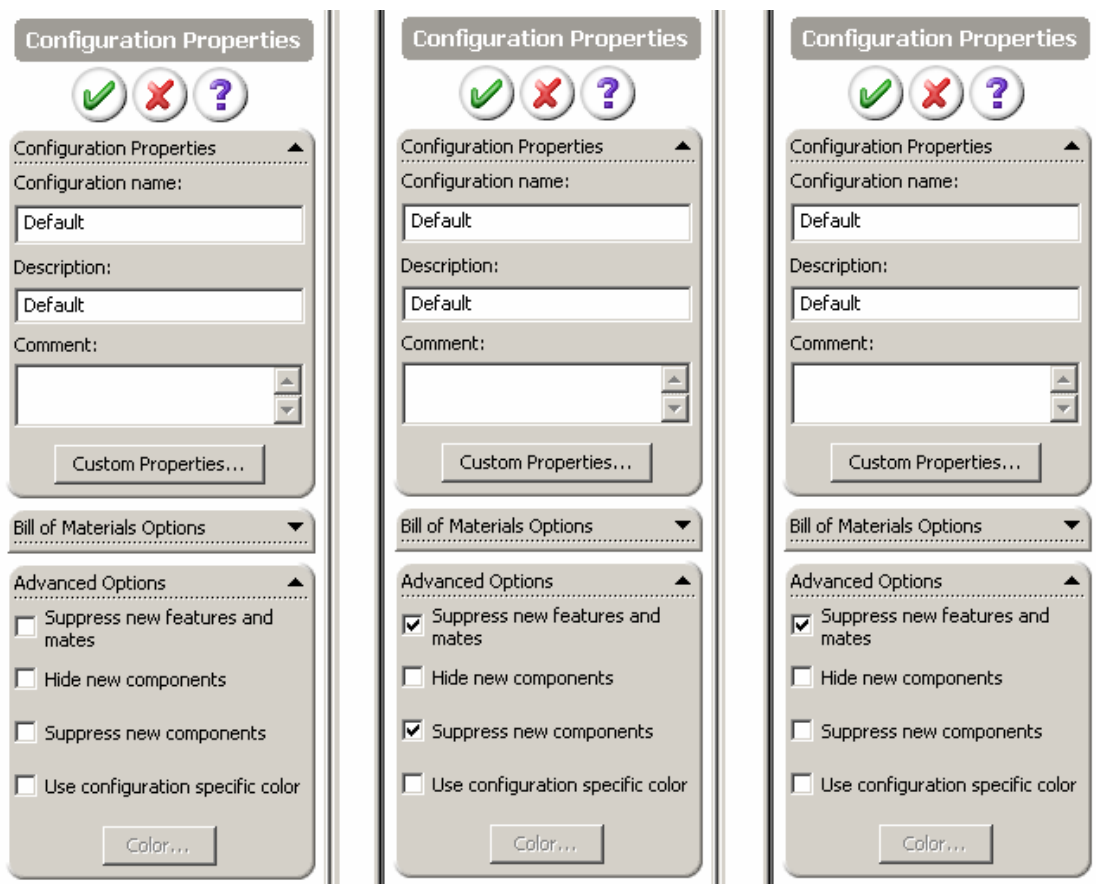 Configuration Properties
Configuration Properties
Configuration name:
Default
Description:
Default
Comment:
Custom Properties...
Bill of Materials Options
Advanced Options
Suppress new features and
mates
Hide new components
Suppress new components
Use configuration specific color
Color...
Configuration Properties
Configuration Properties
Configuration name:
Default
Description:
Default
Comment:
Custom Properties...
Bill of Materials Options
Advanced Options
Suppress new features and
mates
Hide new components
Suppress new components
Use configuration specific color
Color...
Configuration Properties
Configuration Properties
Configuration name:
Default
Description:
Default
Comment:
Custom Properties...
Bill of Materials Options
Advanced Options
Suppress new features and
mates
Hide new components
Suppress new components
Use configuration specific color
Color...